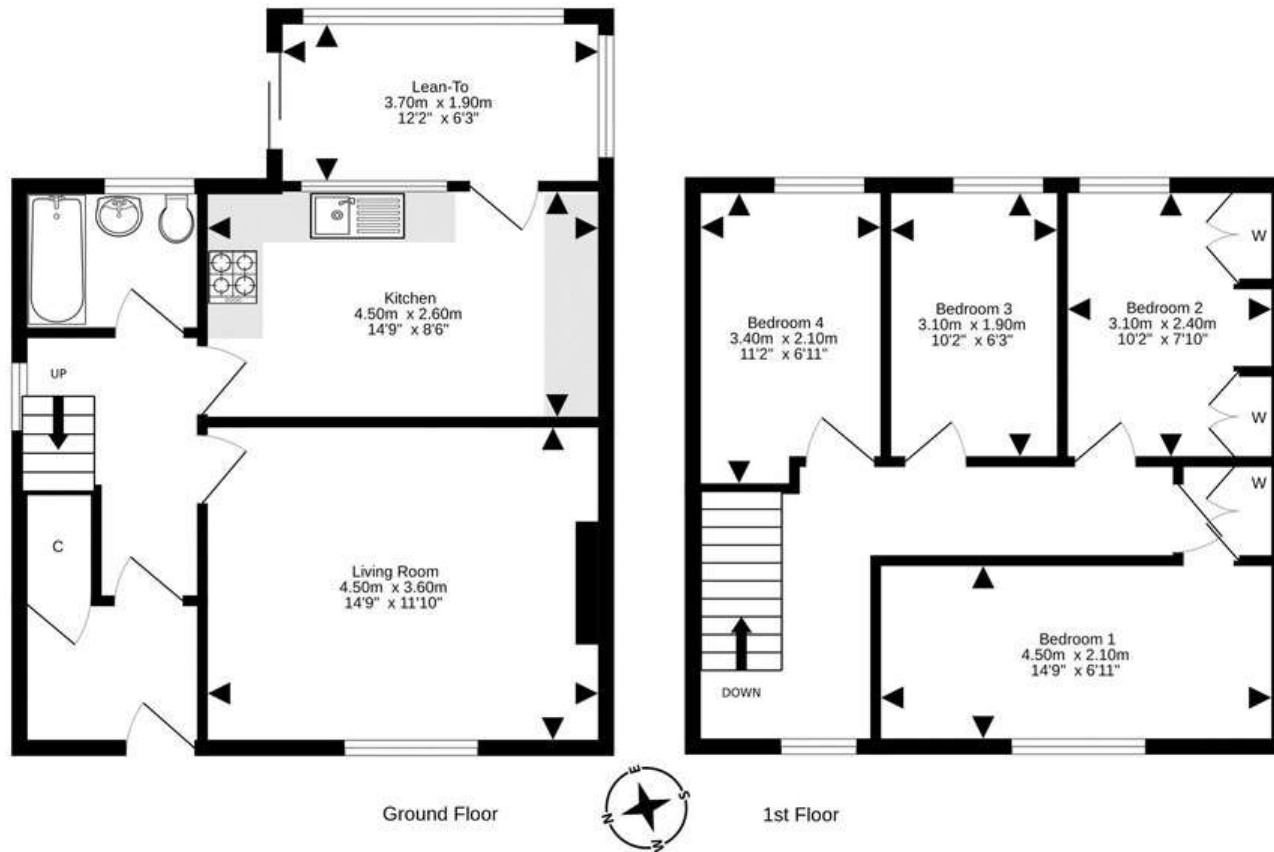 Lean-To
3.70m x 1.90m
12'2" x 6'3"
Kitchen
4.50m x 2.60m
14'9" x 8'6"
UP
C
Living Room
4.50m x 3.60m
14'9" x 11'10"
Bedroom 4
3.40m x 2.10m
11'2" x 6'11"
Bedroom 3
3.10m x 1.90m
10'2" x 6'3"
Bedroom 2
3.10m x 2.40m
10'2" x 7'10"
W
W
W
Bedroom 1
4.50m x 2.10m
14'9" x 6'11"
DOWN
Ground Floor
N
E
S
W
1st Floor